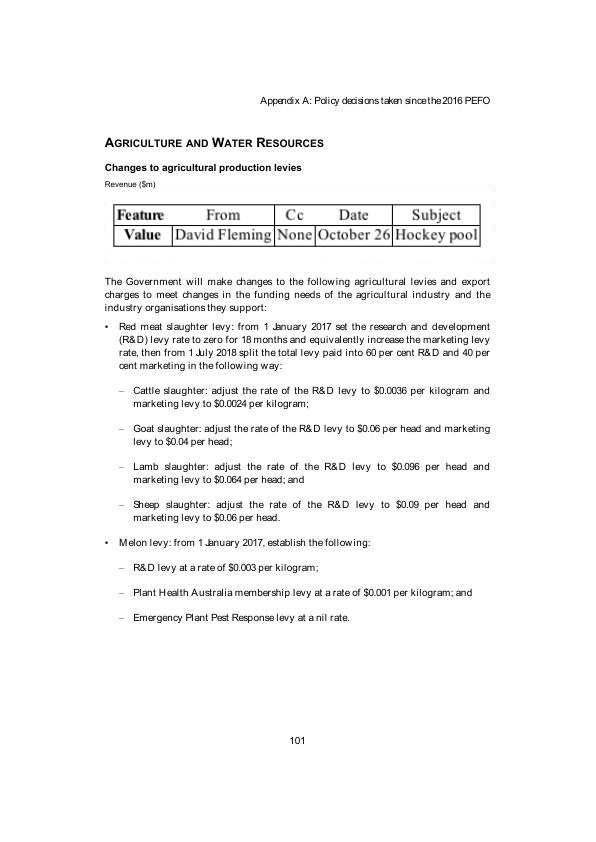 Appendix A: Policy decisions taken since the 2016 PEFO
AGRICULTURE AND WATER RESOURCES
Changes to agricultural production levies
Revenue ($m)
Feature From Cc Date Subject
Value David Fleming None October 26 Hockey pool
The Government will make changes to the following agricultural levies and export
charges to meet changes in the funding needs of the agricultural industry and the
industry organisations they support:
• Red meat slaughter levy: from 1 January 2017 set the research and development
(R&D) levy rate to zero for 18 months and equivalently increase the marketing levy
rate, then from 1 July 2018 split the total levy paid into 60 per cent R&D and 40 per
cent marketing in the following way:
– Cattle slaughter: adjust the rate of the R&D levy to $0.0036 per kilogram and
marketing levy to $0.0024 per kilogram;
– Goat slaughter: adjust the rate of the R&D levy to $0.06 per head and marketing
levy to $0.04 per head;
– Lamb slaughter: adjust the rate of the R&D levy to $0.096 per head and
marketing levy to $0.064 per head; and
– Sheep slaughter: adjust the rate of the R&D levy to $0.09 per head and
marketing levy to $0.06 per head.
• Melon levy: from 1 January 2017, establish the following:
– R&D levy at a rate of $0.003 per kilogram;
– Plant Health Australia membership levy at a rate of $0.001 per kilogram; and
– Emergency Plant Pest Response levy at a nil rate.
101